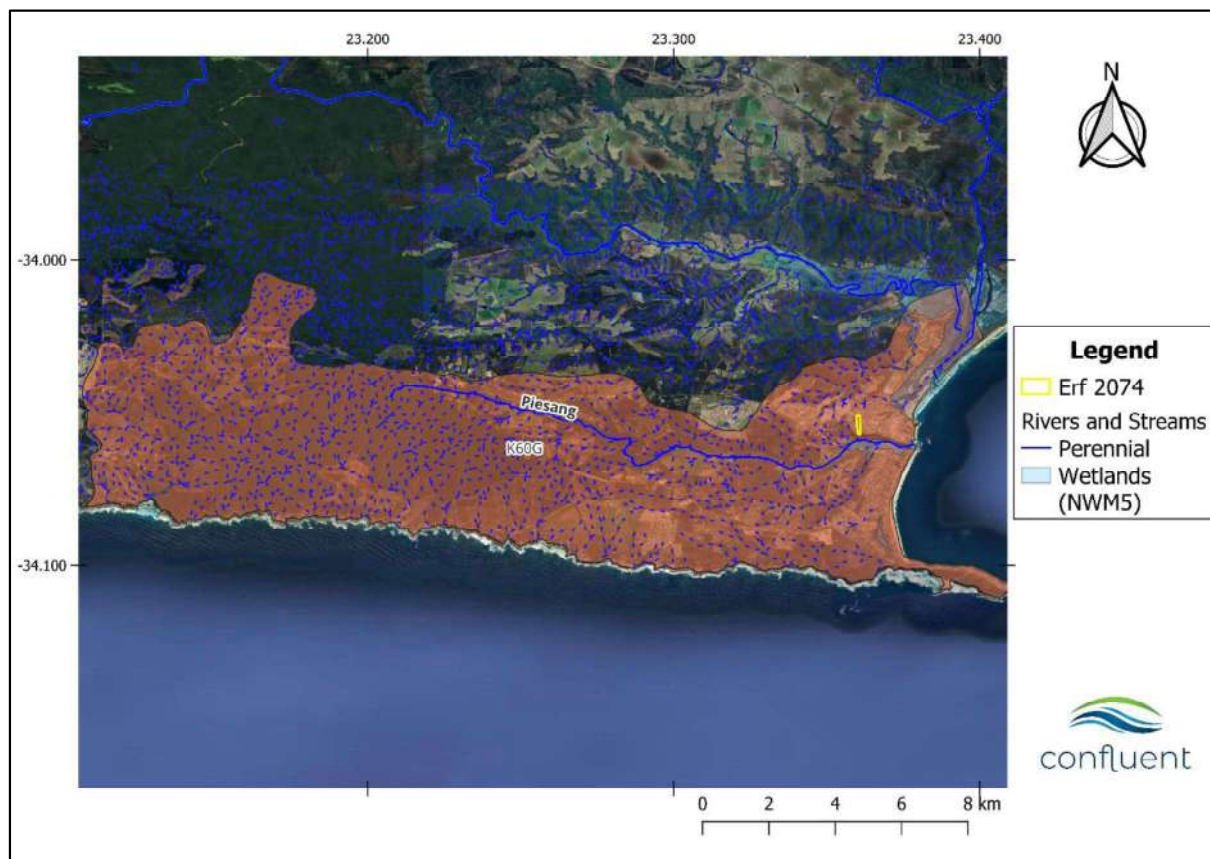 23.200
23.300
23.400
N
-34.000
-34.100
Piesang
K60G
Legend
Erf 2074
Rivers and Streams
Perennial
Wetlands
(NWM5)
confluent
0 2 4 6 8 km